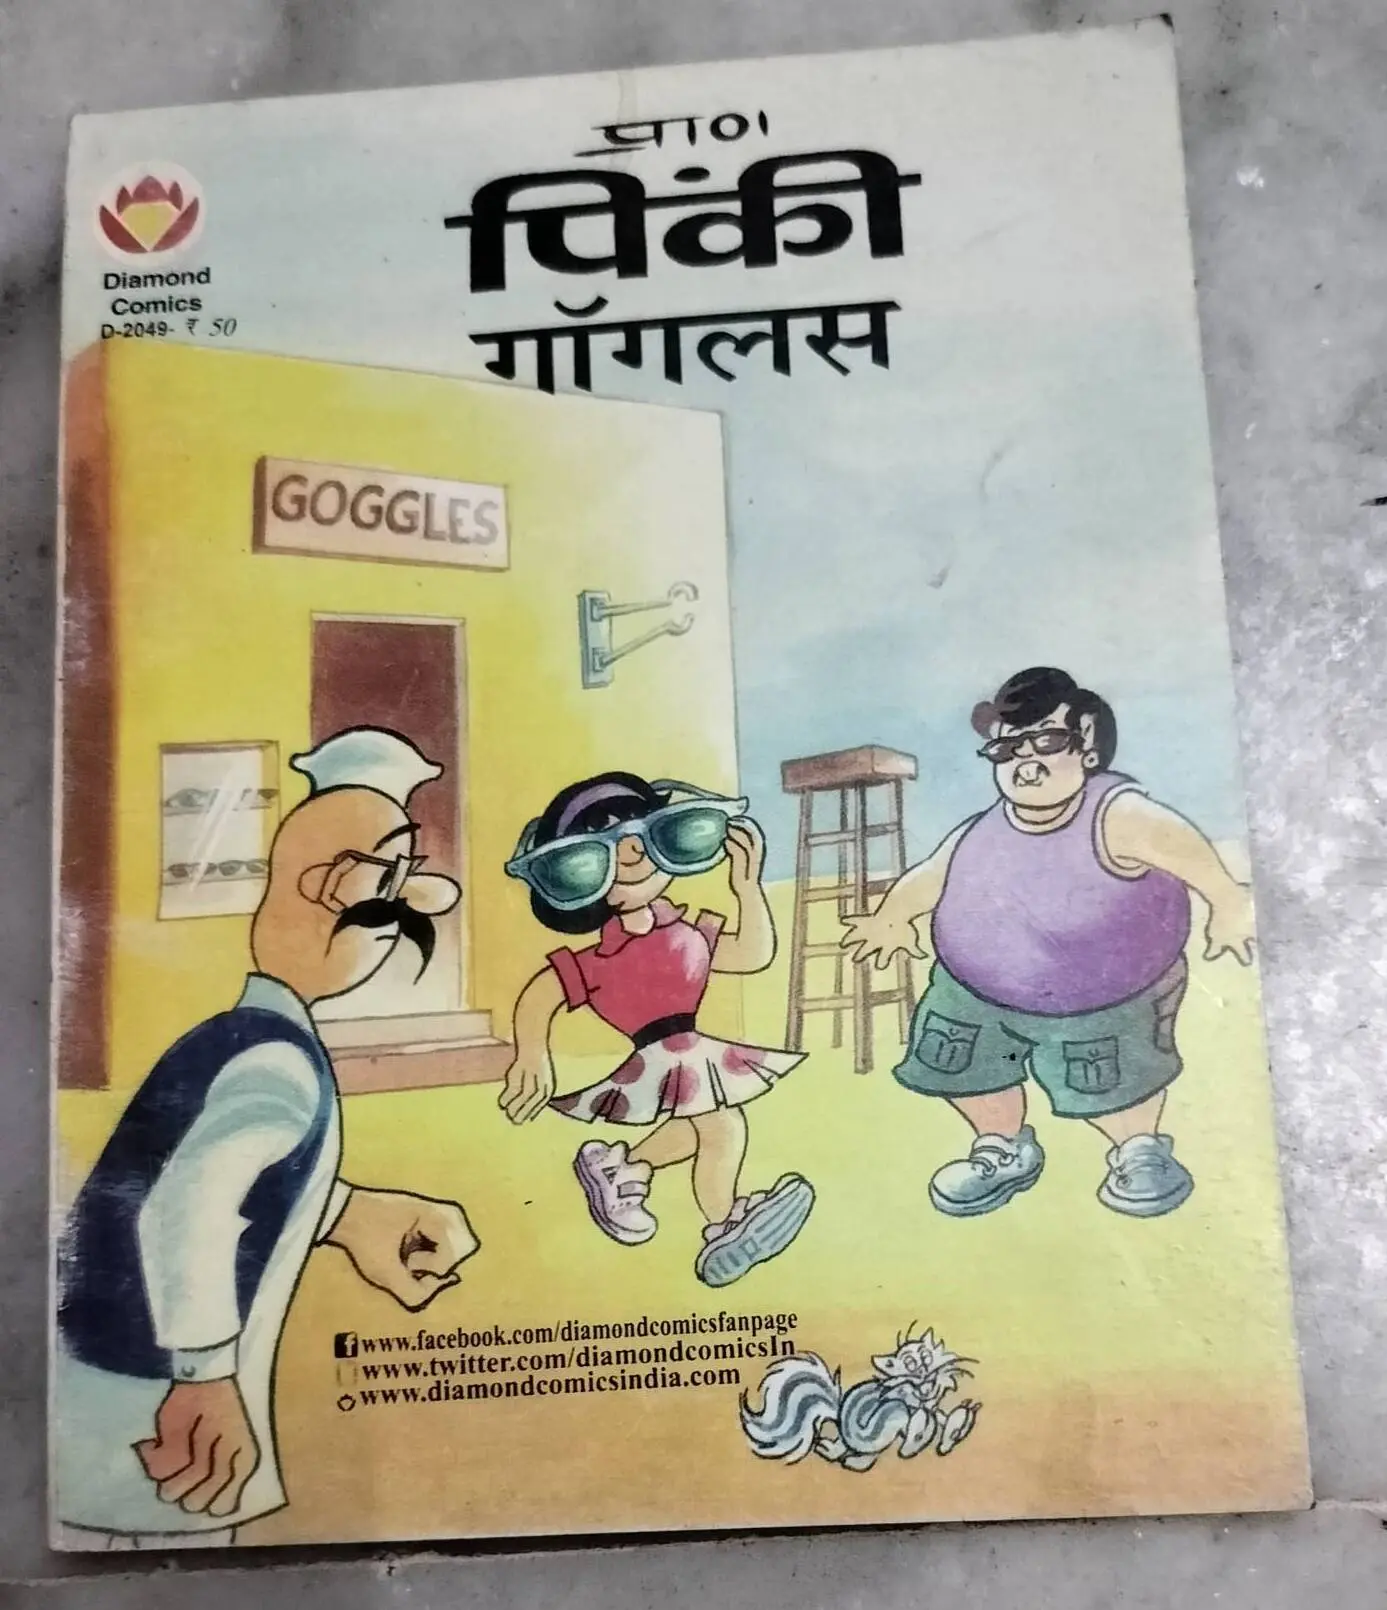 प्राण
पिंकी
गॉगलस
Diamond
Comics
D-2049- ₹ 50
GOGGLES
www.facebook.com/diamondcomicsfanpage
www.twitter.com/diamondcomicsIn
www.diamondcomicsindia.com